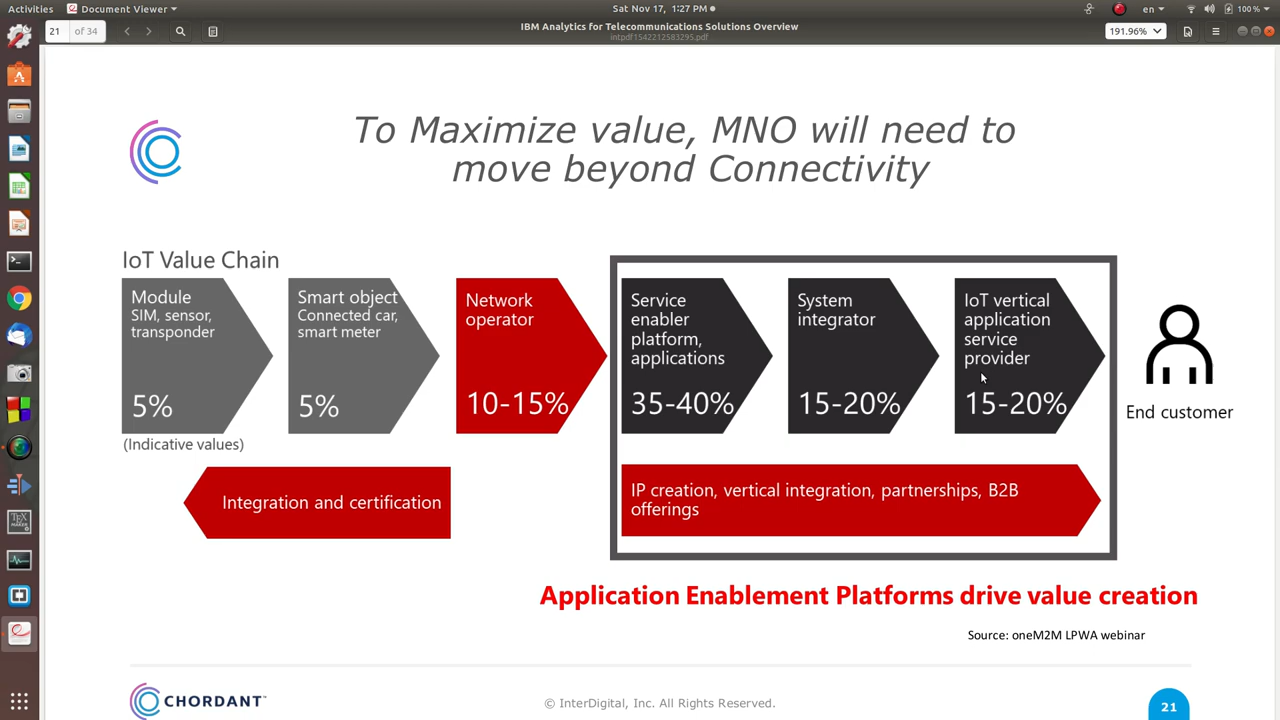 Activities
Document Viewer
Sat Nov 17, 1:27 PM
en
100 %
21 of 34
IBM Analytics for Telecommunications Solutions Overview
intpdf1542212583295.pdf
191.96%
To Maximize value, MNO will need to
move beyond Connectivity
IoT Value Chain
Module
SIM, sensor,
transponder
5%
(Indicative values)
Smart object
Connected car,
smart meter
5%
Network
operator
10-15%
Service
enabler
platform,
applications
35-40%
System
integrator
15-20%
IoT vertical
application
service
provider
15-20%
End customer
Integration and certification
IP creation, vertical integration, partnerships, B2B
offerings
Application Enablement Platforms drive value creation
Source: oneM2M LPWA webinar
CHORDANT™
© InterDigital, Inc. All Rights Reserved.
21